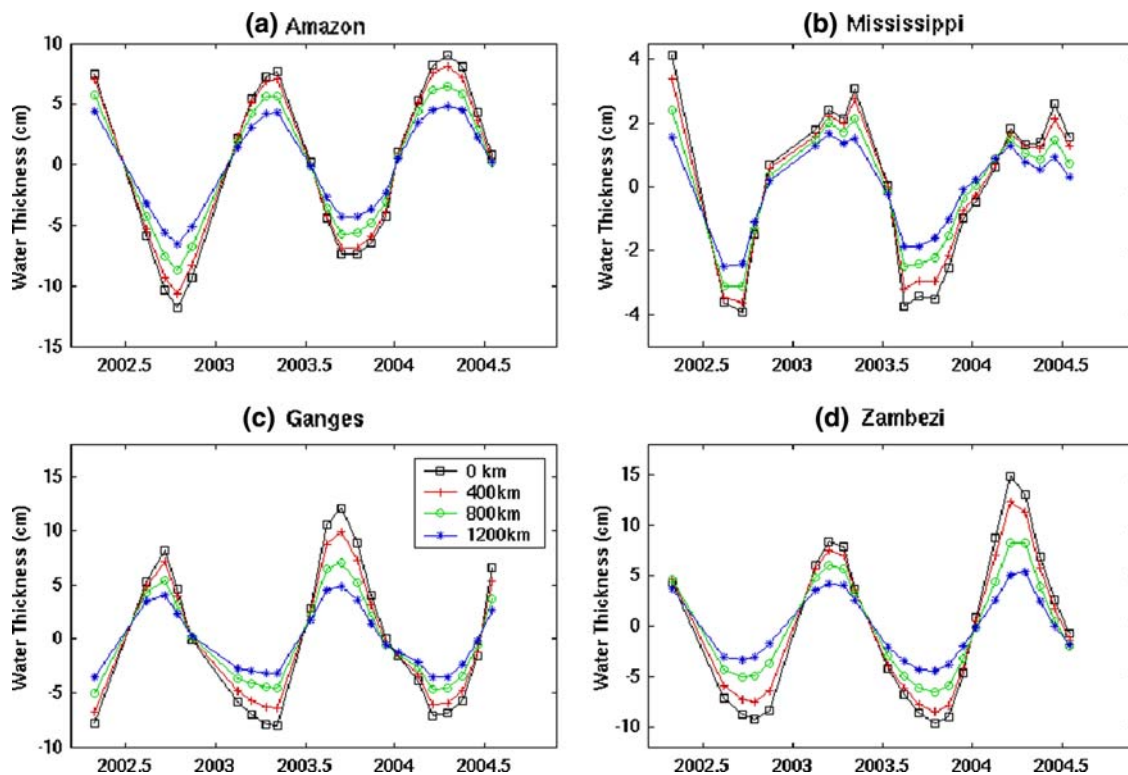 (a) Amazon
Water Thickness (cm)
10
5
0
-5
-10
-15
2002.5 2003 2003.5 2004 2004.5
(b) Mississippi
Water Thickness (cm)
4
2
0
-2
-4
2002.5 2003 2003.5 2004 2004.5
(c) Ganges
Water Thickness (cm)
15
10
5
0
-5
-10
2002.5 2003 2003.5 2004 2004.5
0 km
400km
800km
1200km
(d) Zambezi
Water Thickness (cm)
15
10
5
0
-5
-10
2002.5 2003 2003.5 2004 2004.5